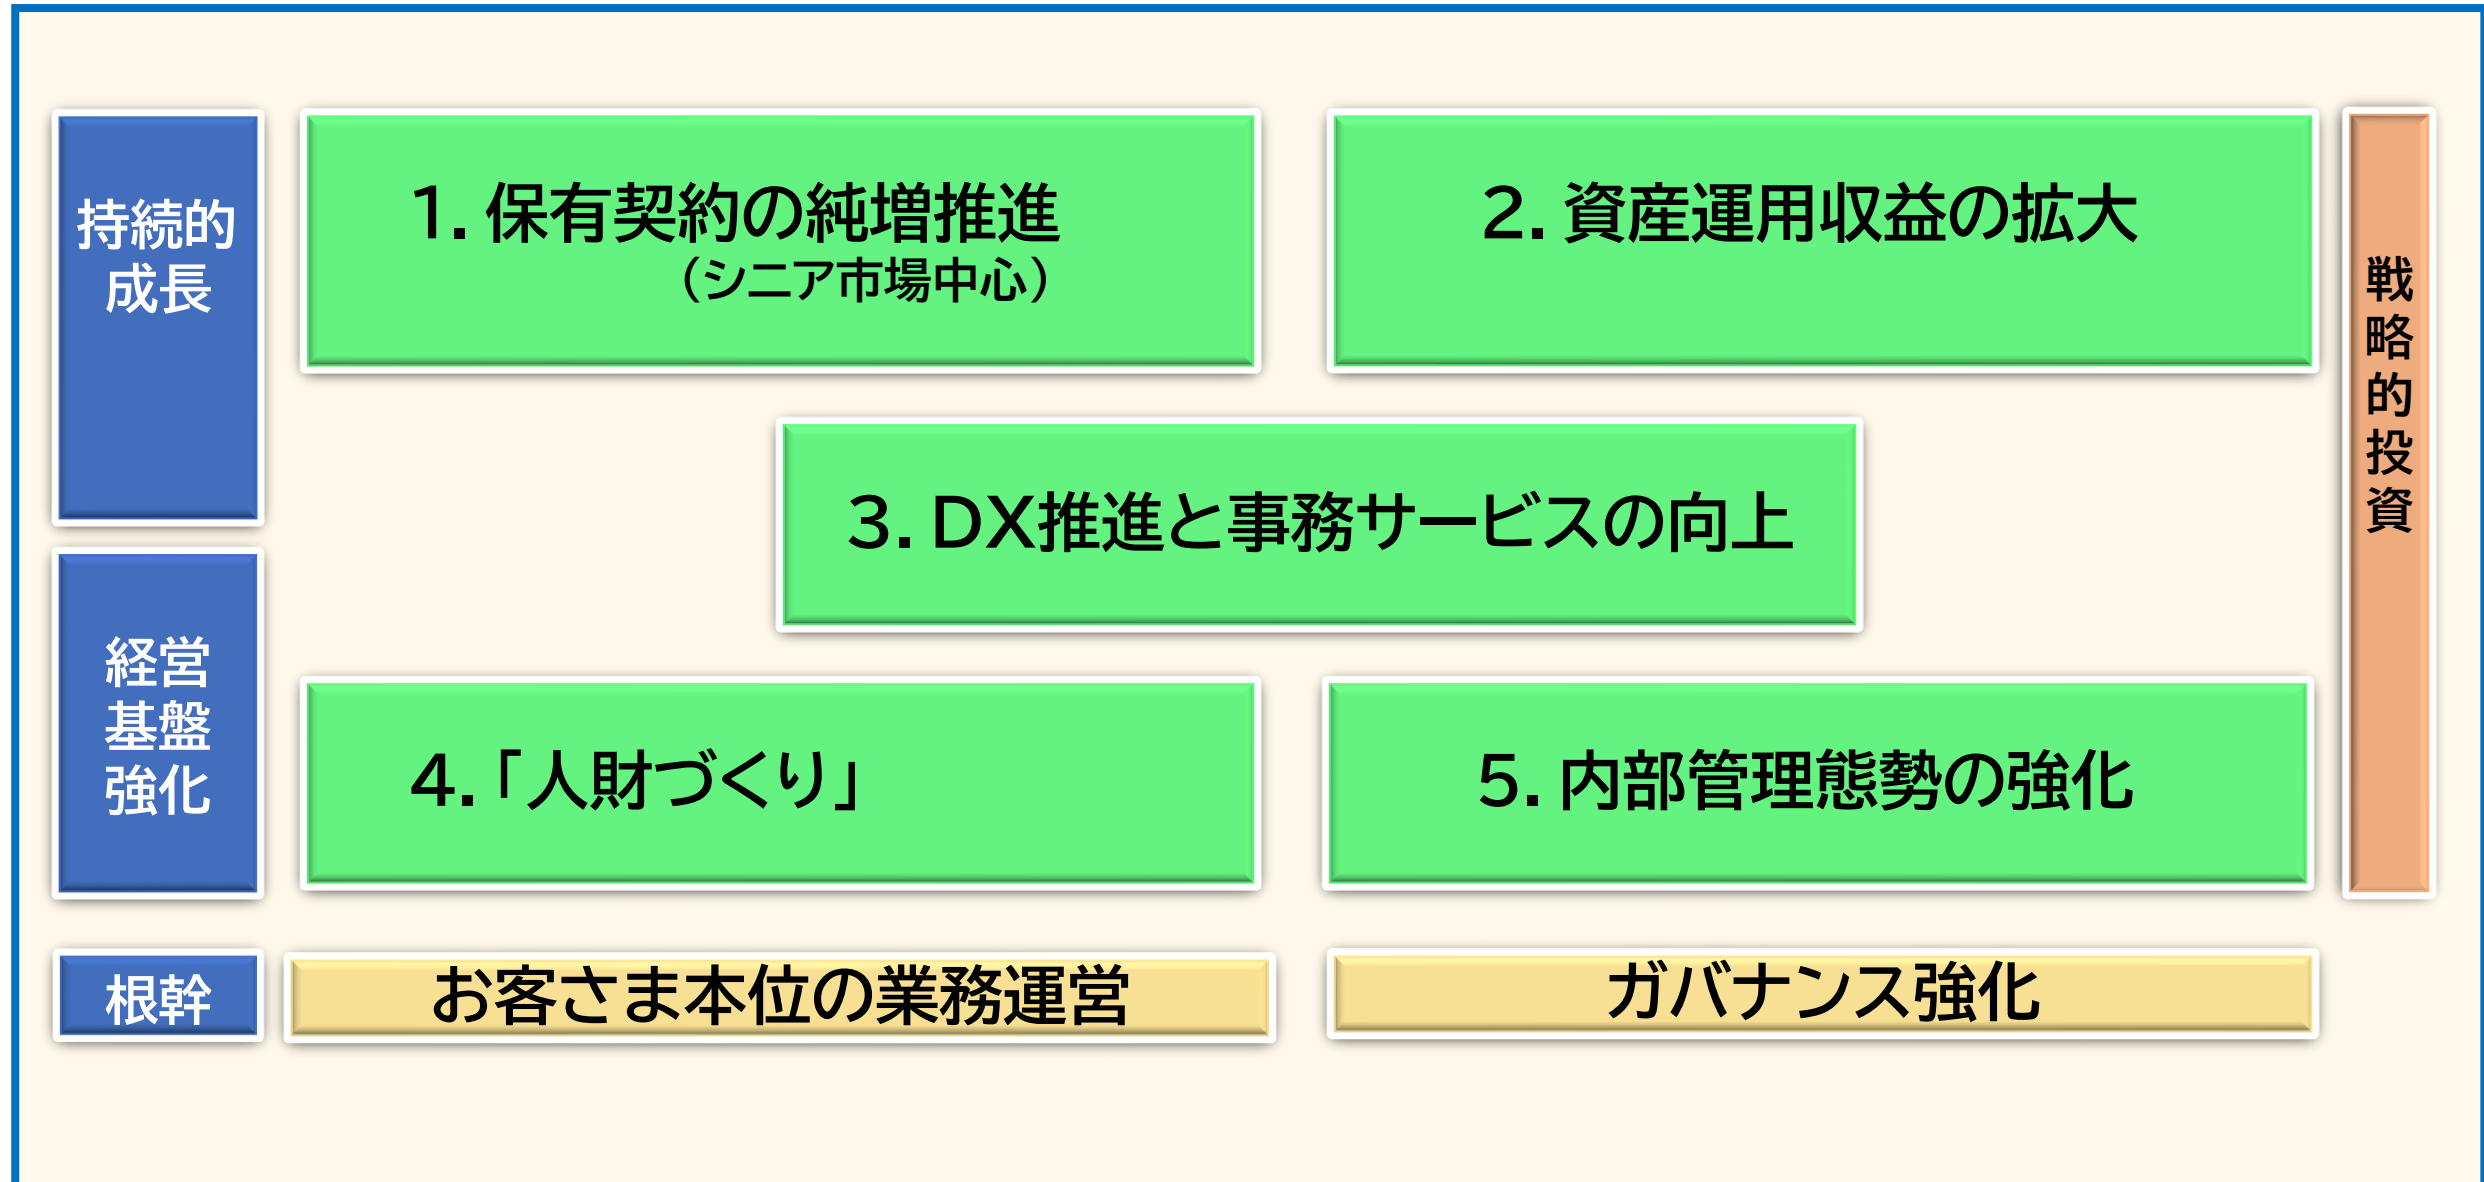 持続的
成長
1. 保有契約の純増推進
（シニア市場中心）
2. 資産運用収益の拡大
戦略的投資
3. DX推進と事務サービスの向上
経営
基盤
強化
4.「人財づくり」
5. 内部管理態勢の強化
根幹
お客さま本位の業務運営
ガバナンス強化